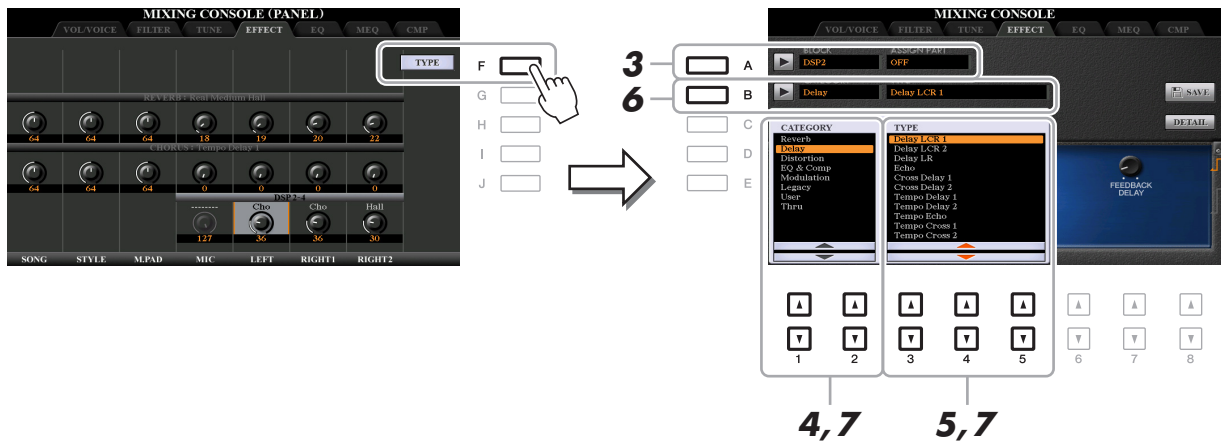 MIXING CONSOLE (PANEL)
VOL/VOICE FILTER TUNE EFFECT EQ MEQ CMP
TYPE
F
G
H
I
J
REVERB : Real Medium Hall
64 64 64 18 19 20 22
CHORUS : Tempo Delay 1
64 64 64 0 0 0 0
DSP2-4
-------- Cho Cho Hall
127 36 36 30
SONG STYLE M.PAD MIC LEFT RIGHT1 RIGHT2
3
6
A
B
C
D
E
MIXING CONSOLE
VOL/VOICE FILTER TUNE EFFECT EQ MEQ CMP
BLOCK ASSIGN PART
DSP2 OFF
Delay Delay LCR 1
SAVE
DETAIL
CATEGORY
Reverb
Delay
Distortion
EQ & Comp
Modulation
Legacy
User
Thru
TYPE
Delay LCR 1
Delay LCR 2
Delay LR
Echo
Cross Delay 1
Cross Delay 2
Tempo Delay 1
Tempo Delay 2
Tempo Echo
Tempo Cross 1
Tempo Cross 2
FEEDBACK
DELAY
1 2 3 4 5 6 7 8
4,7 5,7